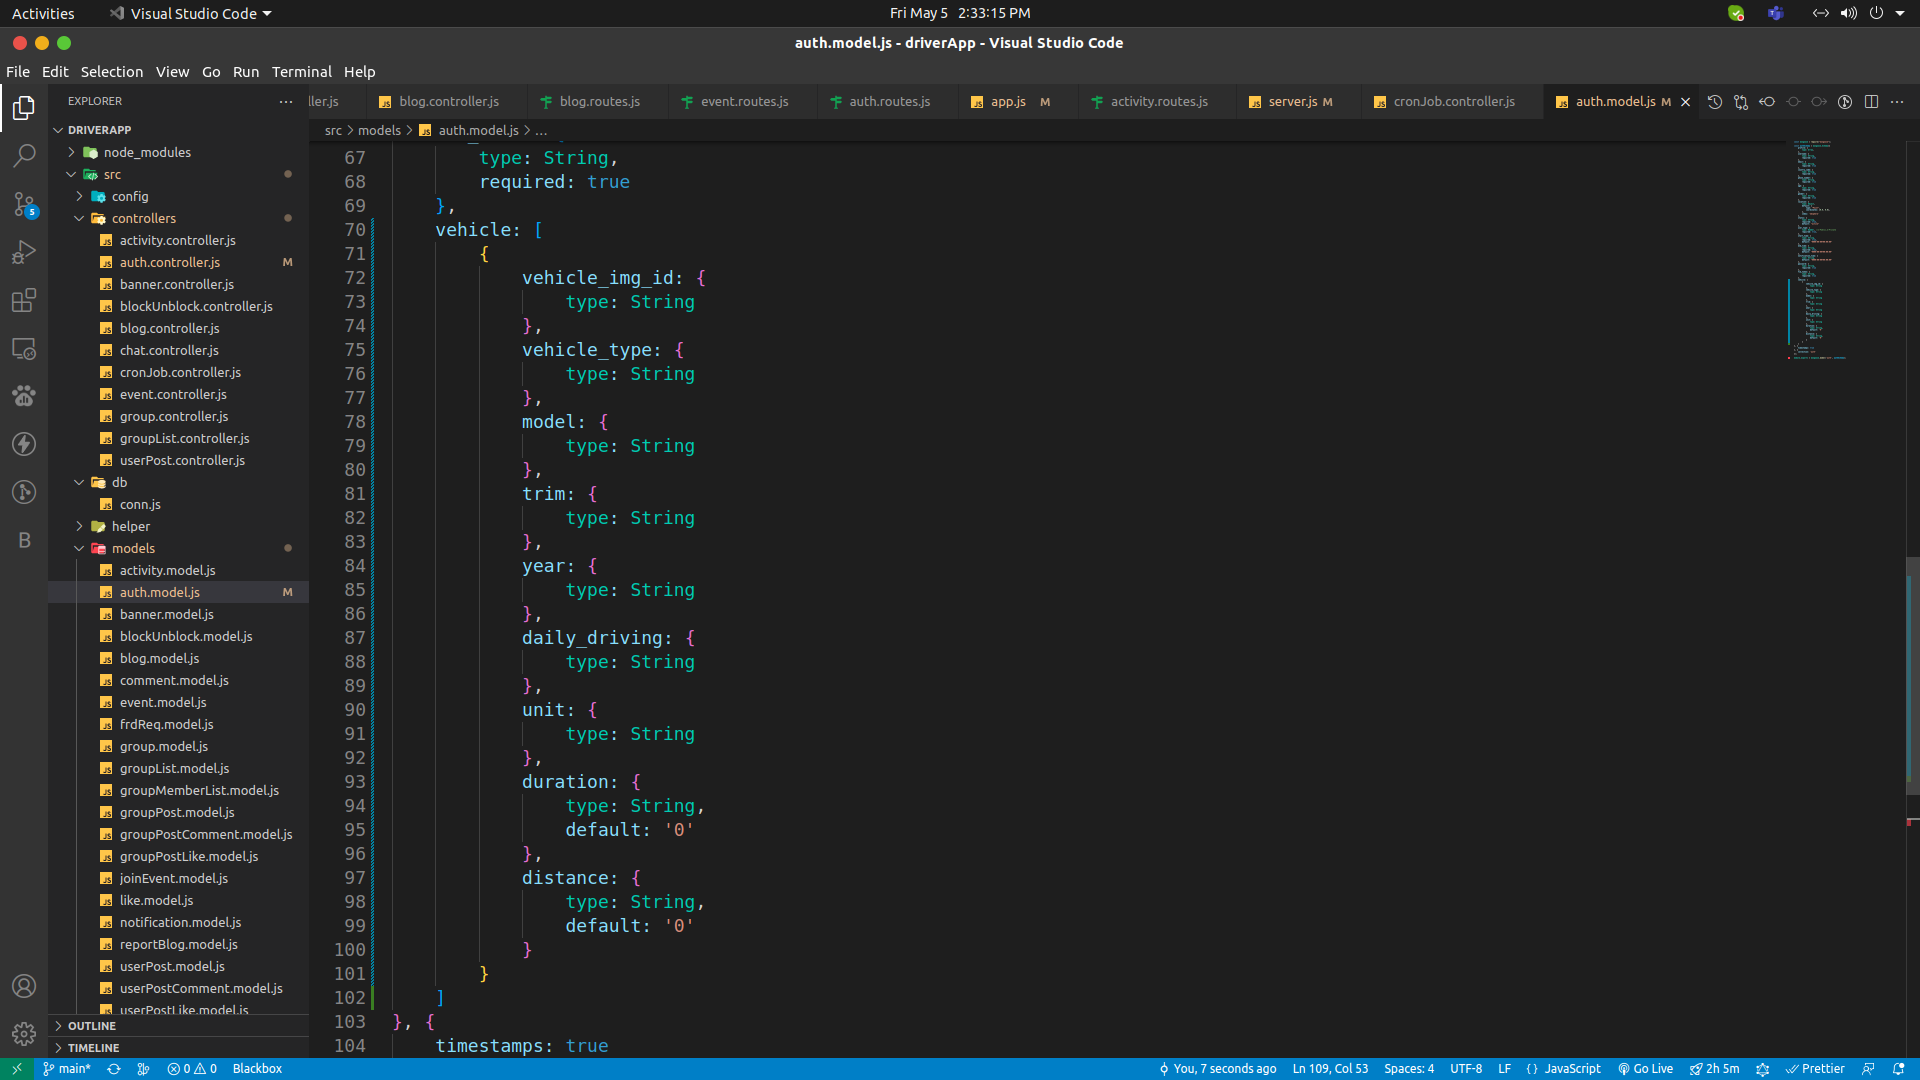 Activities
Visual Studio Code
Fri May 5 2:33:15 PM
auth.model.js - driverApp - Visual Studio Code
File Edit Selection View Go Run Terminal Help
EXPLORER
DRIVERAPP
node_modules
src
config
controllers
activity.controller.js
auth.controller.js M
banner.controller.js
blockUnblock.controller.js
blog.controller.js
chat.controller.js
cronJob.controller.js
event.controller.js
group.controller.js
groupList.controller.js
userPost.controller.js
db
conn.js
helper
models
activity.model.js
auth.model.js M
banner.model.js
blockUnblock.model.js
blog.model.js
comment.model.js
event.model.js
frdReq.model.js
group.model.js
groupList.model.js
groupMemberList.model.js
groupPost.model.js
groupPostComment.model.js
groupPostLike.model.js
joinEvent.model.js
like.model.js
notification.model.js
reportBlog.model.js
userPost.model.js
userPostComment.model.js
userPostLike.model.js
OUTLINE
TIMELINE
5
B
ller.js blog.controller.js blog.routes.js event.routes.js auth.routes.js app.js M activity.routes.js server.js M cronJob.controller.js auth.model.js M
src > models > auth.model.js > ...
67 type: String,
68 required: true
69 },
70 vehicle: [
71 {
72 vehicle_img_id: {
73 type: String
74 },
75 vehicle_type: {
76 type: String
77 },
78 model: {
79 type: String
80 },
81 trim: {
82 type: String
83 },
84 year: {
85 type: String
86 },
87 daily_driving: {
88 type: String
89 },
90 unit: {
91 type: String
92 },
93 duration: {
94 type: String,
95 default: '0'
96 },
97 distance: {
98 type: String,
99 default: '0'
100 }
101 }
102 ]
103 }, {
104 timestamps: true
main* 0 0 Blackbox You, 7 seconds ago Ln 109, Col 53 Spaces: 4 UTF-8 LF {} JavaScript Go Live 2h 5m Prettier